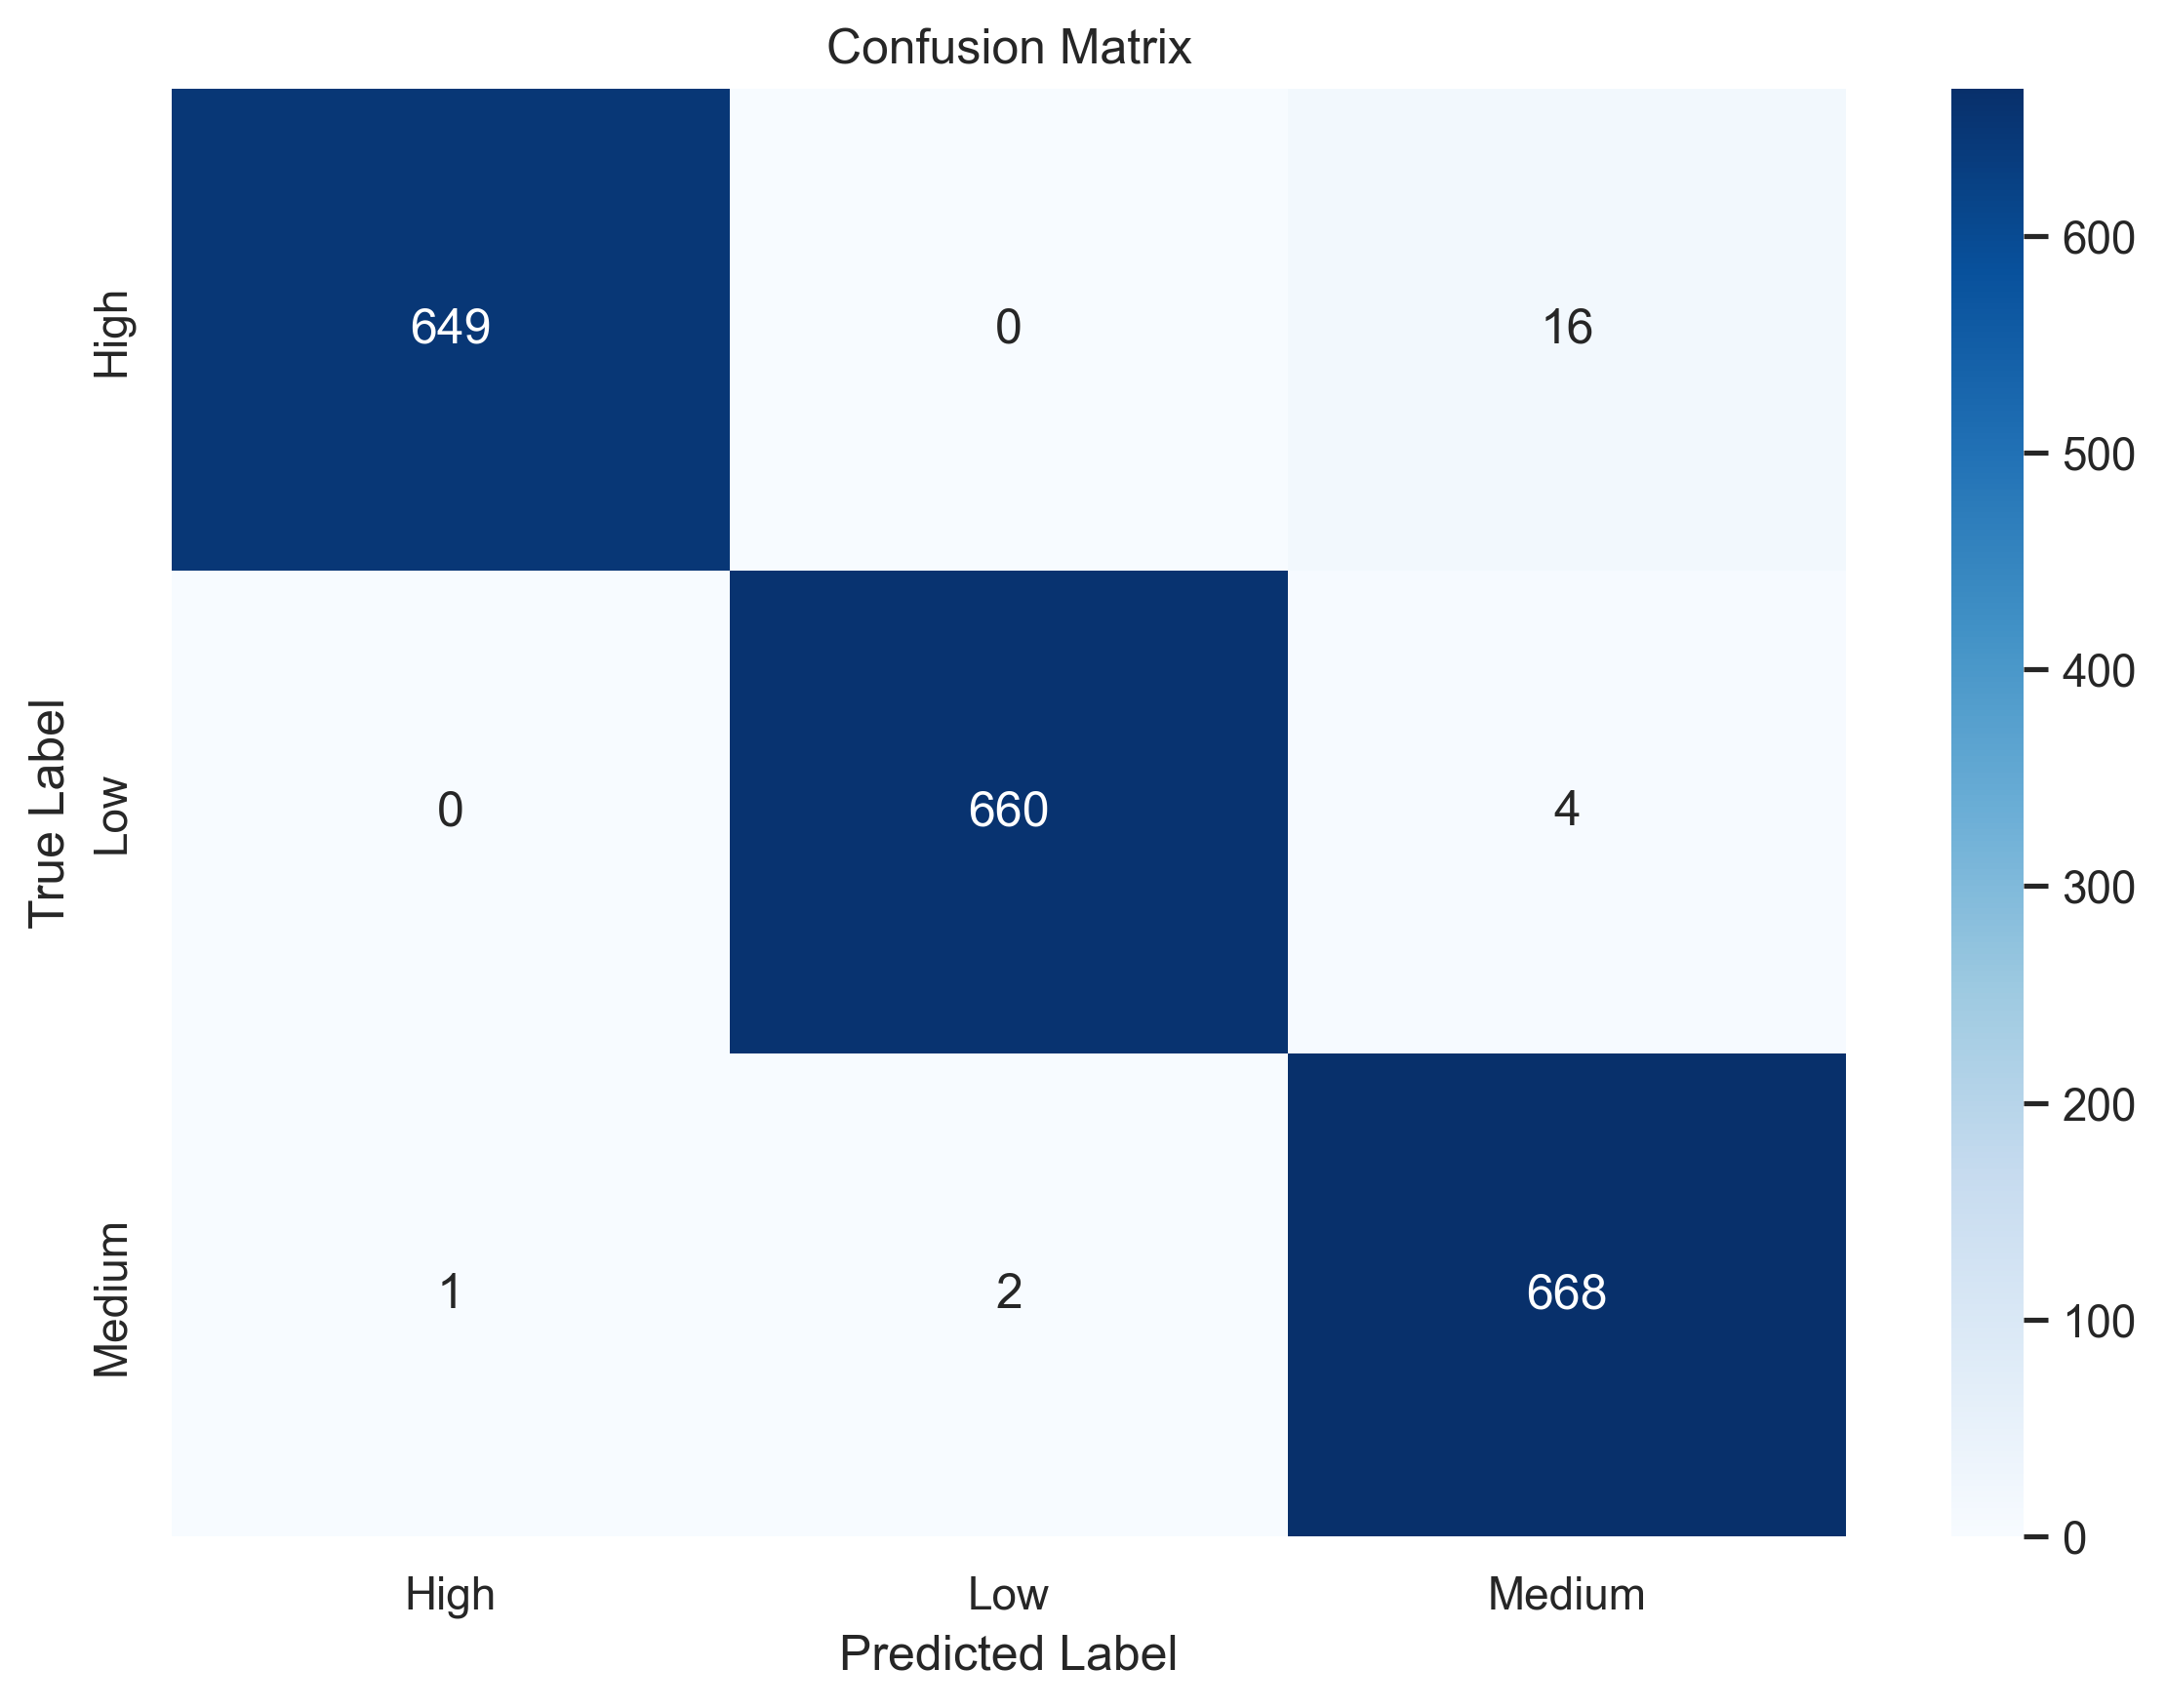 Confusion Matrix
True Label
High
649 0 16
Low
0 660 4
Medium
1 2 668
High Low Medium
Predicted Label
600
500
400
300
200
100
0